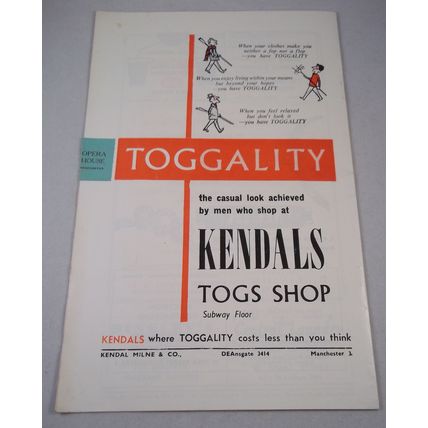 When your clothes make you
neither a fop nor a flop
—you have TOGGALITY
When you enjoy living within your means
but beyond your hopes
—you have TOGGALITY
When you feel relaxed
but don't look it
—you have TOGGALITY
OPERA
HOUSE
MANCHESTER
TOGGALITY
the casual look achieved
by men who shop at
KENDALS
TOGS SHOP
Subway Floor
KENDALS where TOGGALITY costs less than you think
KENDAL MILNE & CO., DEAnsgate 3414 Manchester 3.